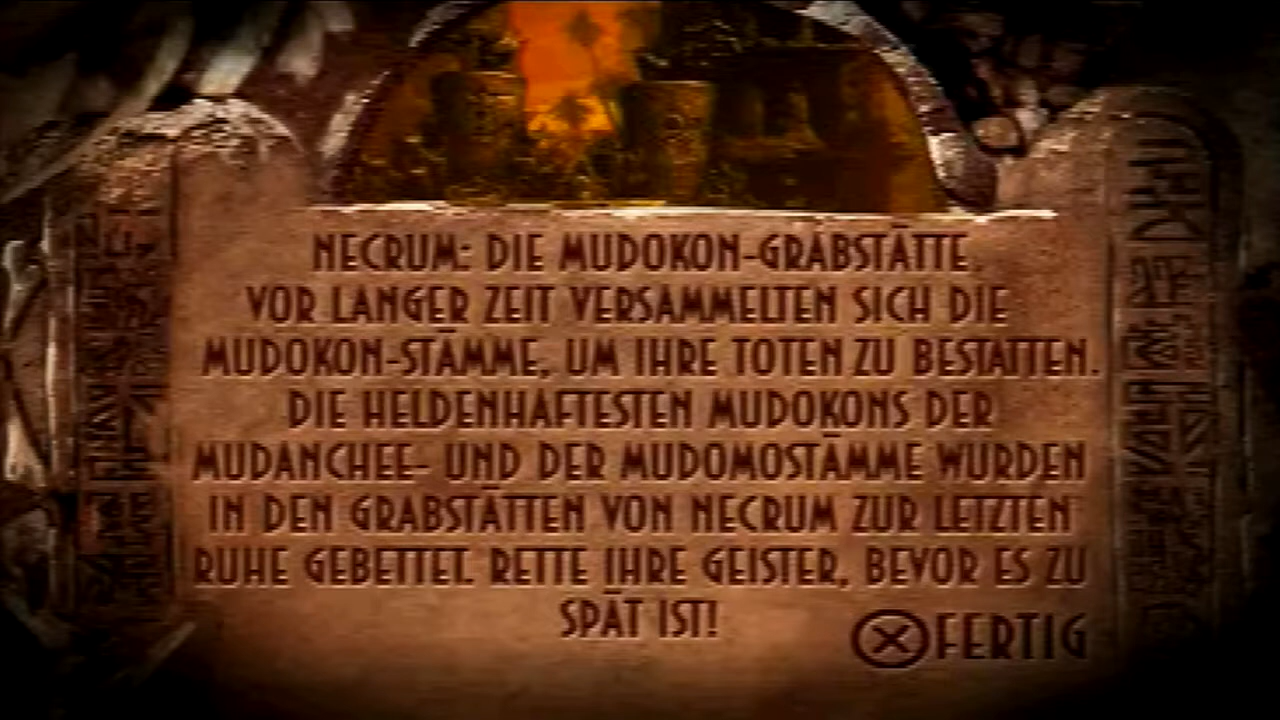 NECRUM: DIE MUDOKON-GRABSTÄTTE.
VOR LANGER ZEIT VERSAMMELTEN SICH DIE
MUDOKON-STÄMME, UM IHRE TOTEN ZU BESTATTEN.
DIE HELDENHAFTESTEN MUDOKONS DER
MUDANCHEE- UND DER MUDOMOSTÄMME WURDEN
IN DEN GRABSTÄTTEN VON NECRUM ZUR LETZTEN
RUHE GEBETTET. RETTE IHRE GEISTER, BEVOR ES ZU
SPÄT IST!
FERTIG